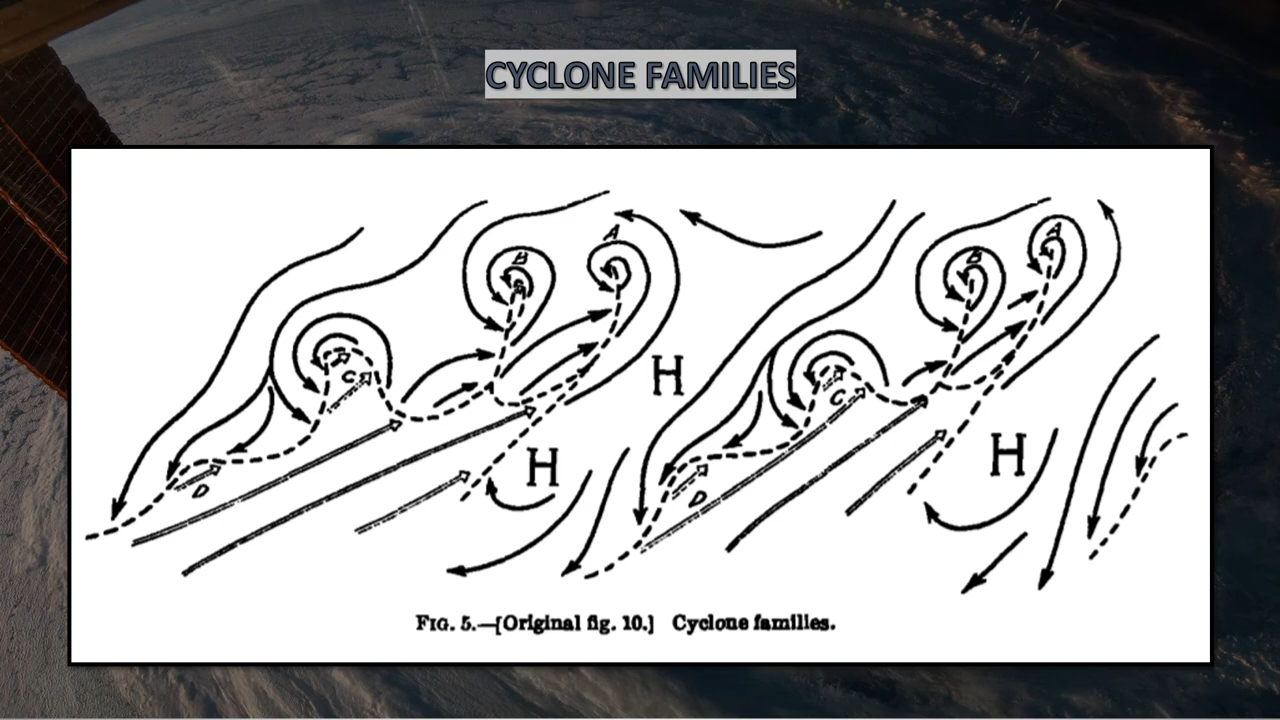 CYCLONE FAMILIES
B
A
C
D
H
H
B
A
C
D
H
FIG. 5.—[Original fig. 10.] Cyclone families.